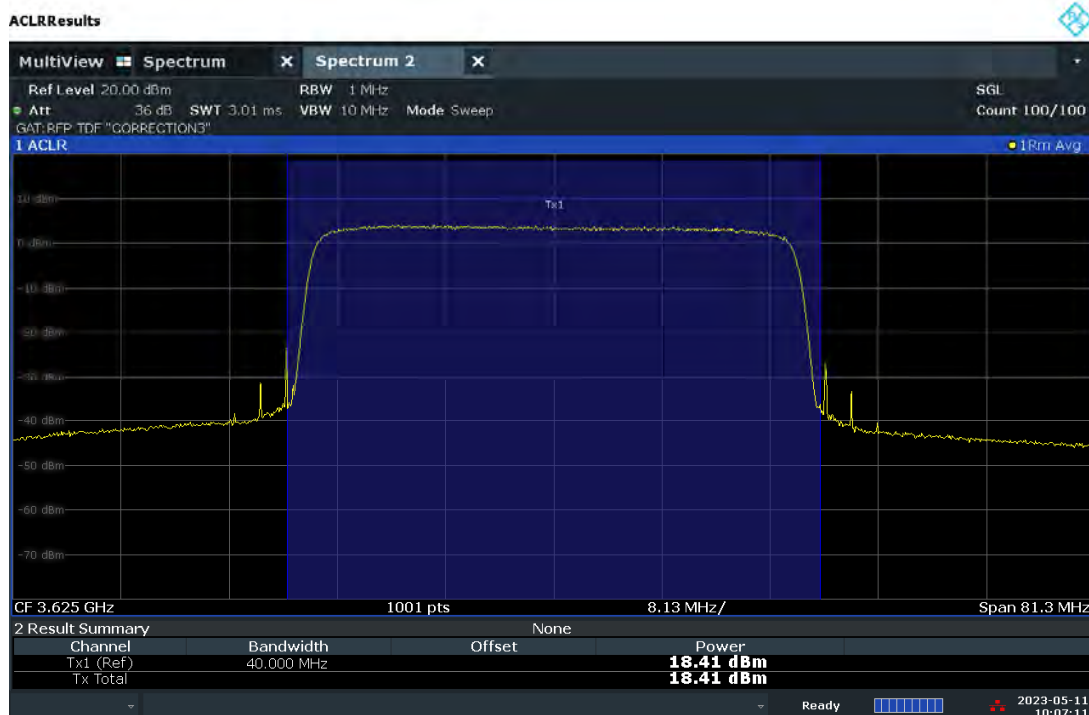 ACLRResults
MultiView Spectrum × Spectrum 2 ×
Ref Level 20.00 dBm RBW 1 MHz SGL
Att 36 dB SWT 3.01 ms VBW 10 MHz Mode Sweep Count 100/100
GAT:RFP TDF "CORRECTION3"
1 ACLR 1Rm Avg
10 dBm
Tx1
0 dBm
-10 dBm
-20 dBm
-30 dBm
-40 dBm
-50 dBm
-60 dBm
-70 dBm
CF 3.625 GHz 1001 pts 8.13 MHz/ Span 81.3 MHz
2 Result Summary None
Channel Bandwidth Offset Power
Tx1 (Ref) 40.000 MHz 18.41 dBm
Tx Total 18.41 dBm
Ready 2023-05-11
10:07:11